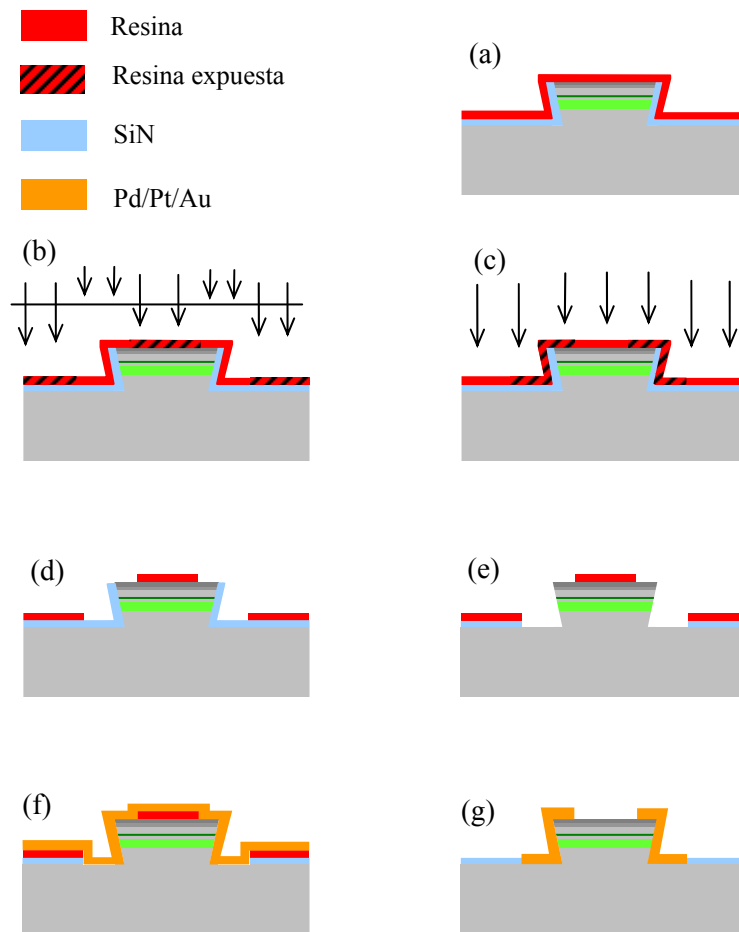 Resina
Resina expuesta
SiN
Pd/Pt/Au
(a)
(b)
(c)
(d)
(e)
(f)
(g)